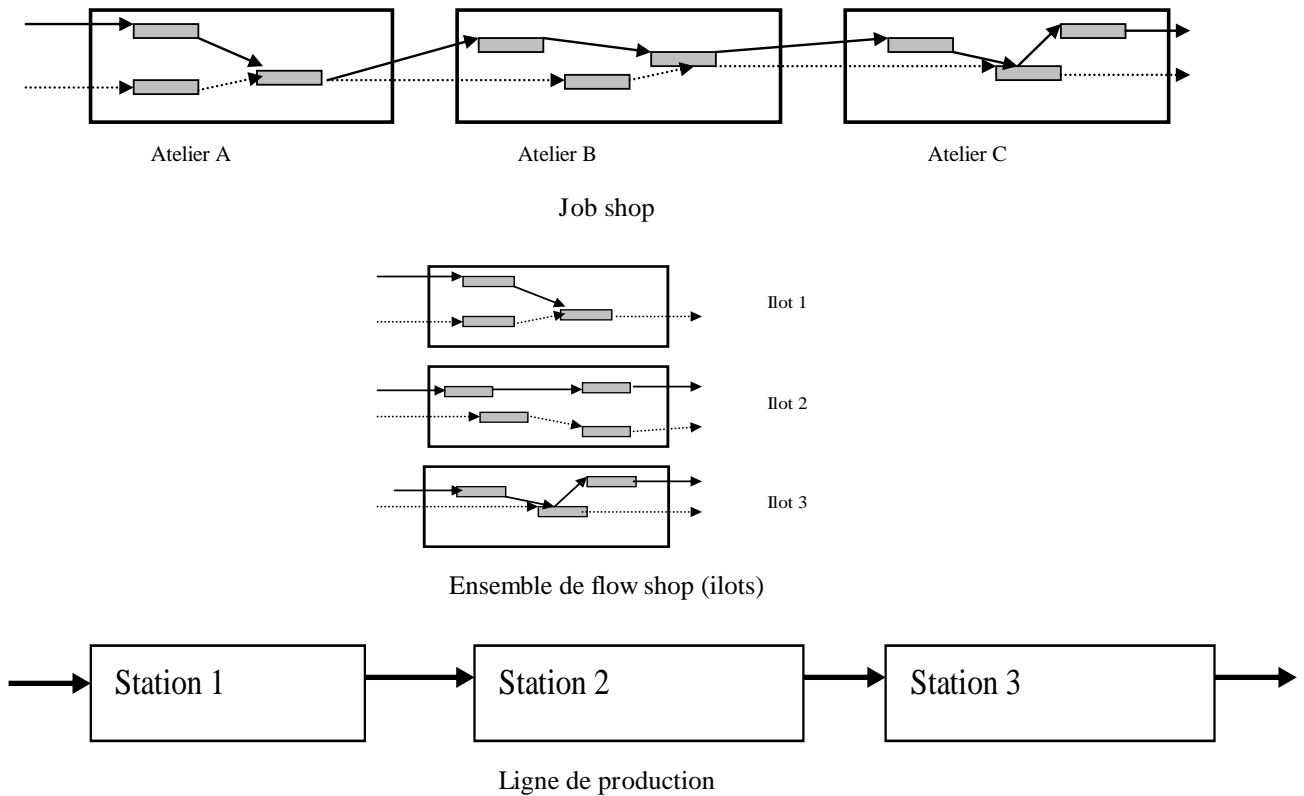 Atelier A
Atelier B
Atelier C
Job shop
Ilot 1
Ilot 2
Ilot 3
Ensemble de flow shop (ilots)
Station 1
Station 2
Station 3
Ligne de production